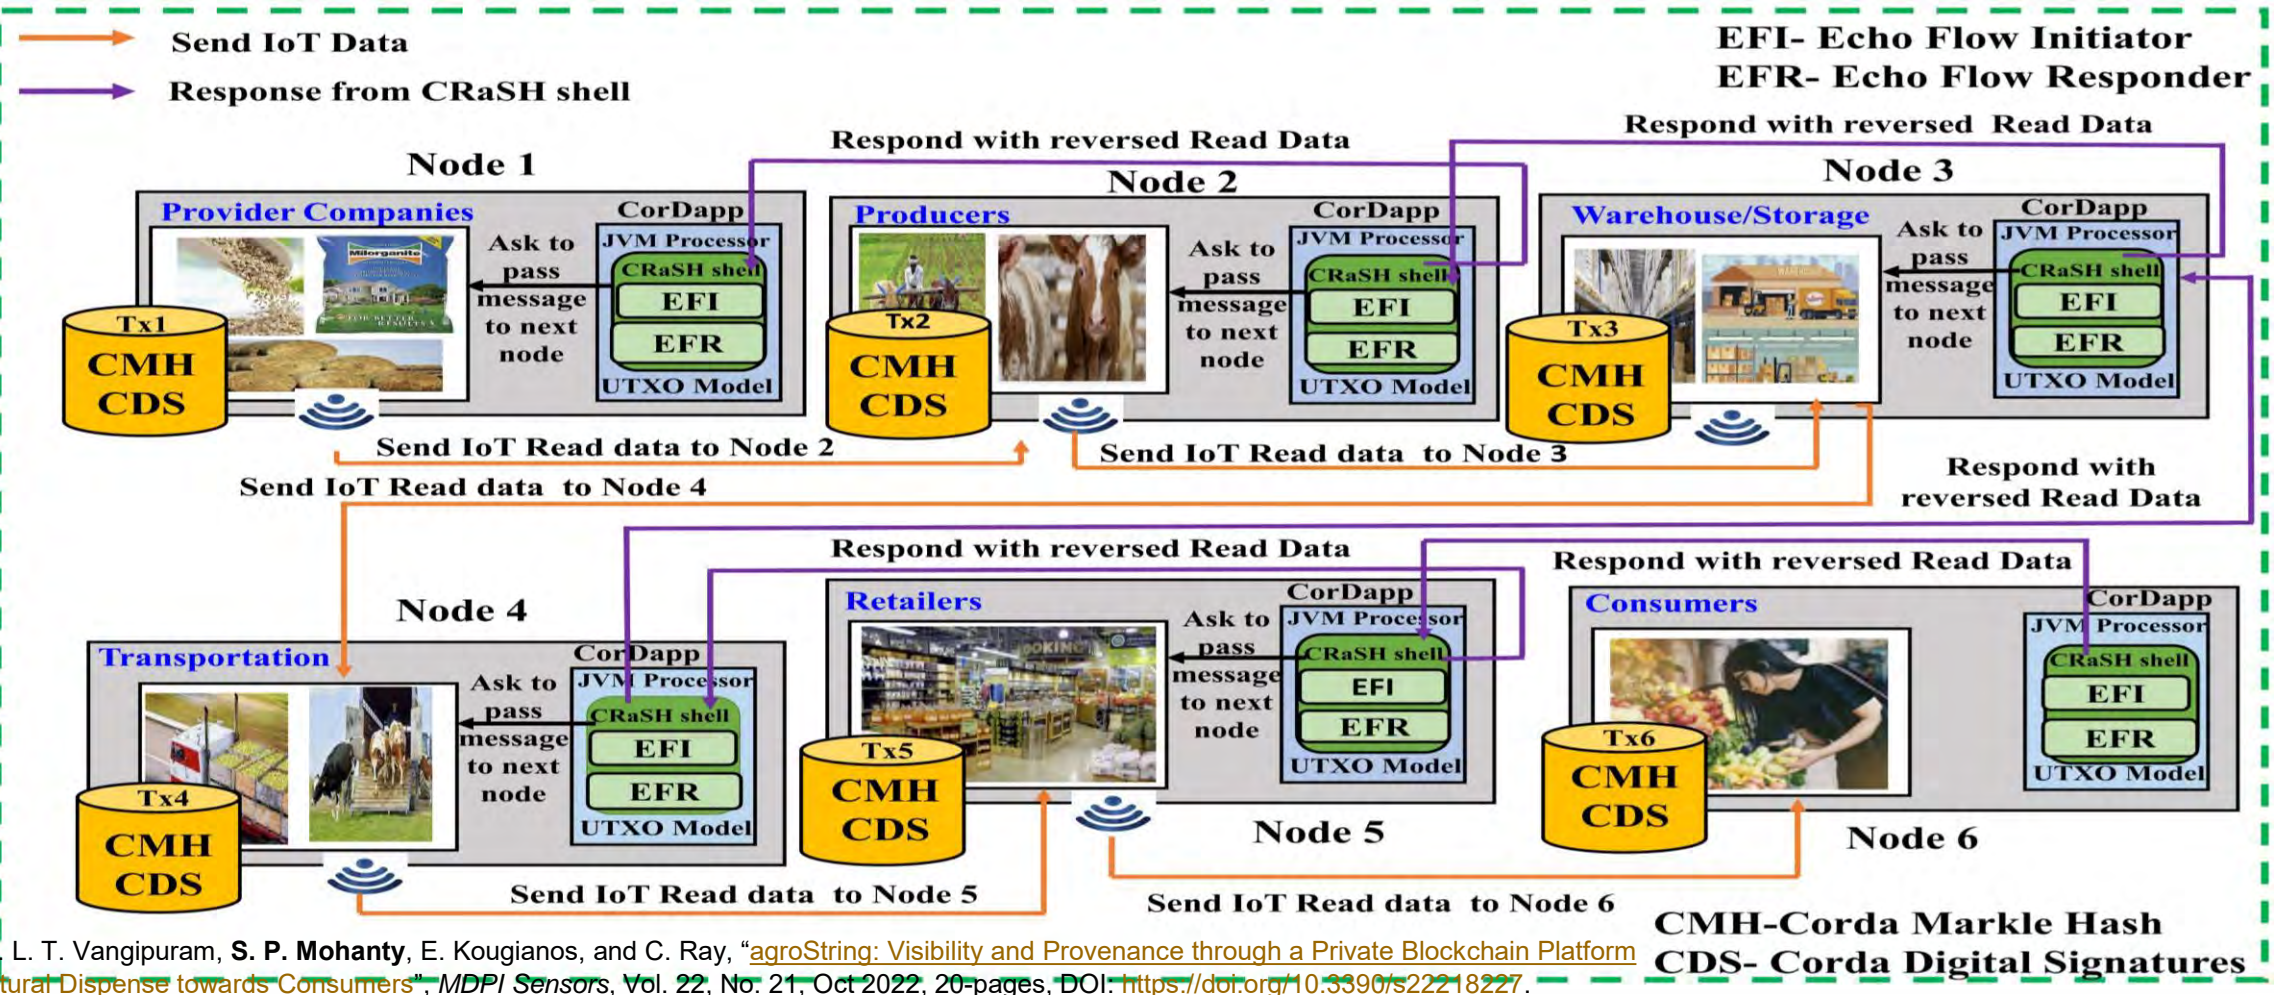 Send IoT Data
Response from CRaSH shell
EFI- Echo Flow Initiator
EFR- Echo Flow Responder
Respond with reversed Read Data
Respond with reversed Read Data
Node 1
Provider Companies
CorDapp
JVM Processor
CRaSH shell
EFI
EFR
UTXO Model
Ask to
pass
message
to next
node
Milorganite
Tx1
CMH
CDS
Node 2
Producers
CorDapp
JVM Processor
CRaSH shell
EFI
EFR
UTXO Model
Ask to
pass
message
to next
node
Tx2
CMH
CDS
Node 3
Warehouse/Storage
CorDapp
JVM Processor
CRaSH shell
EFI
EFR
UTXO Model
Ask to
pass
message
to next
node
WAREHOUSE
Tx3
CMH
CDS
Send IoT Read data to Node 2
Send IoT Read data to Node 3
Send IoT Read data to Node 4
Respond with
reversed Read Data
Respond with reversed Read Data
Respond with reversed Read Data
Node 4
Transportation
CorDapp
JVM Processor
CRaSH shell
EFI
EFR
UTXO Model
Ask to
pass
message
to next
node
Tx4
CMH
CDS
Retailers
CorDapp
JVM Processor
CRaSH shell
EFI
EFR
UTXO Model
Ask to
pass
message
to next
node
Tx5
CMH
CDS
Node 5
Consumers
CorDapp
JVM Processor
CRaSH shell
EFI
EFR
UTXO Model
Tx6
CMH
CDS
Node 6
Send IoT Read data to Node 5
Send IoT Read data to Node 6
CMH-Corda Markle Hash
CDS- Corda Digital Signatures
L. T. Vangipuram, S. P. Mohanty, E. Kougianos, and C. Ray, “agroString: Visibility and Provenance through a Private Blockchain Platform
tural Dispense towards Consumers”, MDPI Sensors, Vol. 22, No. 21, Oct 2022, 20-pages, DOI: https://doi.org/10.3390/s22218227.